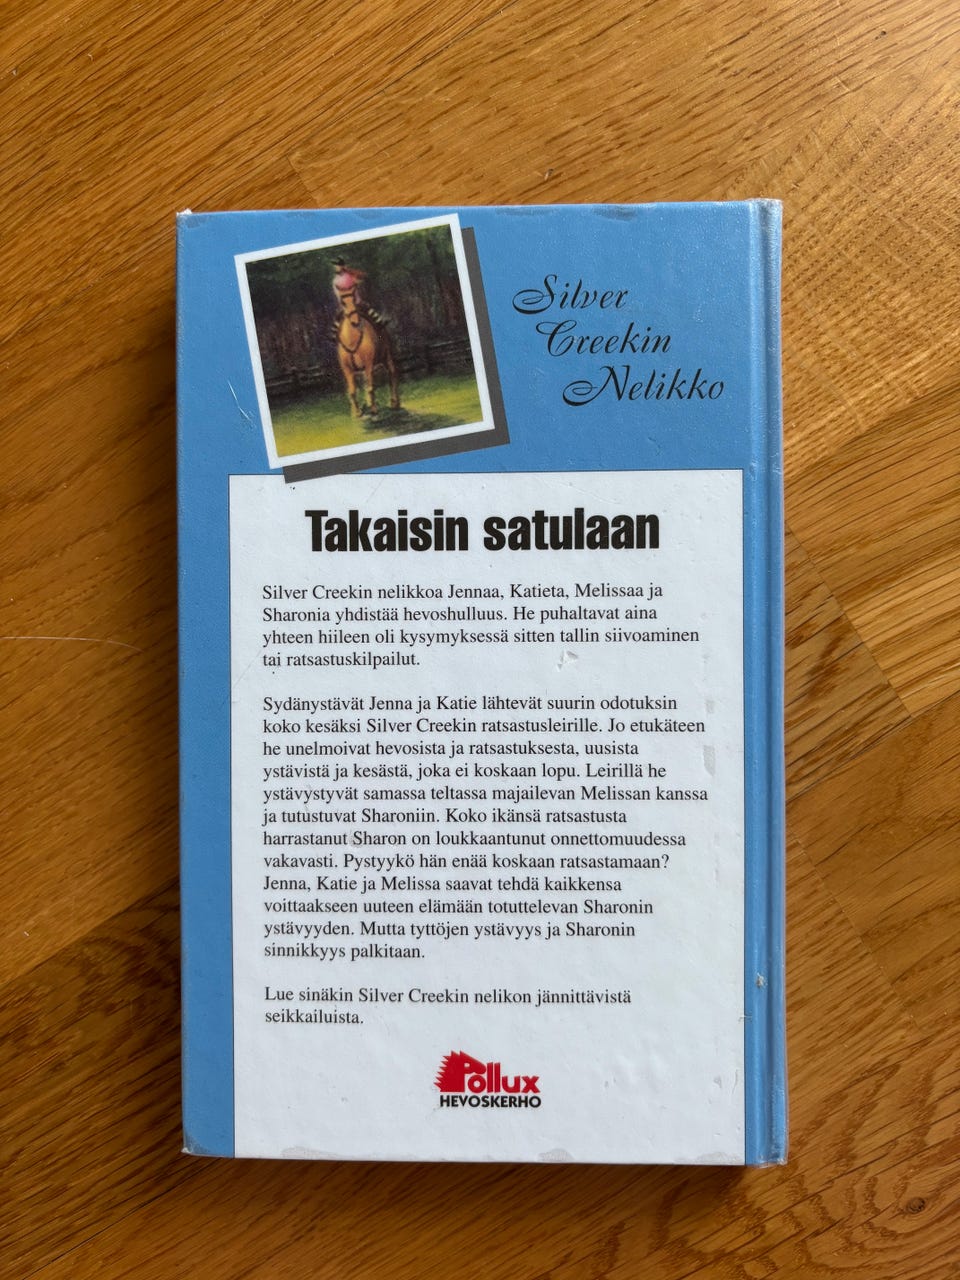 Silver
Creekin
Nelikko
Takaisin satulaan
Silver Creekin nelikkoa Jennaa, Katieta, Melissaa ja
Sharonia yhdistää hevoshulluus. He puhaltavat aina
yhteen hiileen oli kysymyksessä sitten tallin siivoaminen
tai ratsastuskilpailut.
Sydänystävät Jenna ja Katie lähtevät suurin odotuksin
koko kesäksi Silver Creekin ratsastusleirille. Jo etukäteen
he unelmoivat hevosista ja ratsastuksesta, uusista
ystävistä ja kesästä, joka ei koskaan lopu. Leirillä he
ystävystyvät samassa teltassa majailevan Melissan kanssa
ja tutustuvat Sharoniin. Koko ikänsä ratsastusta
harrastanut Sharon on loukkaantunut onnettomuudessa
vakavasti. Pystyykö hän enää koskaan ratsastamaan?
Jenna, Katie ja Melissa saavat tehdä kaikkensa
voittaakseen uuteen elämään totuttelevan Sharonin
ystävyyden. Mutta tyttöjen ystävyys ja Sharonin
sinnikkyys palkitaan.
Lue sinäkin Silver Creekin nelikon jännittävistä
seikkailuista.
Pollux
HEVOSKERHO